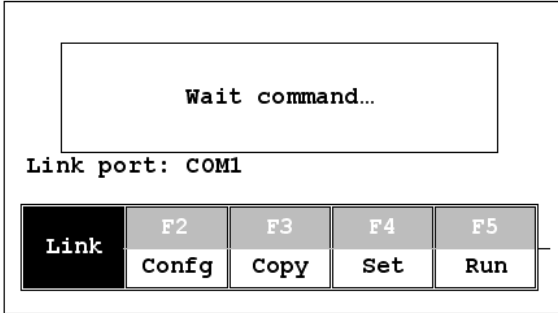 Wait command…
Link port: COM1
Link F2 F3 F4 F5
Confg Copy Set Run